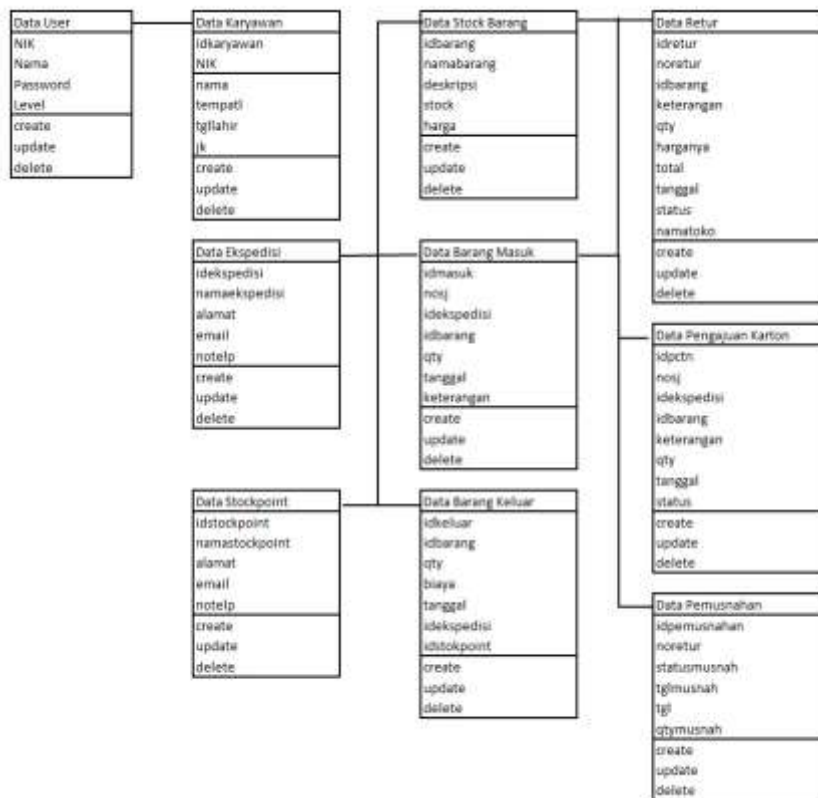 Data User
NIK
Nama
Password
Level
create
update
delete
Data Karyawan
idkaryawan
NIK
nama
tempatl
tgllahir
jk
create
update
delete
Data Ekspedisi
idekspedisi
namaekspedisi
alamat
email
notelp
create
update
delete
Data Stockpoint
idstockpoint
namastockpoint
alamat
email
notelp
create
update
delete
Data Stock Barang
idbarang
namabarang
deskripsi
stock
harga
create
update
delete
Data Barang Masuk
idmasuk
nosj
idekspedisi
idbarang
qty
tanggal
keterangan
create
update
delete
Data Barang Keluar
idkeluar
idbarang
qty
biaya
tanggal
idekspedisi
idstokpoint
create
update
delete
Data Retur
idretur
noretur
idbarang
keterangan
qty
harganya
total
tanggal
status
namatoko
create
update
delete
Data Pengajuan Karton
idpctn
nosj
idekspedisi
idbarang
keterangan
qty
tanggal
status
create
update
delete
Data Pemusnahan
idpemusnahan
noretur
statusmusnah
tglmusnah
tgl
qtymusnah
create
update
delete